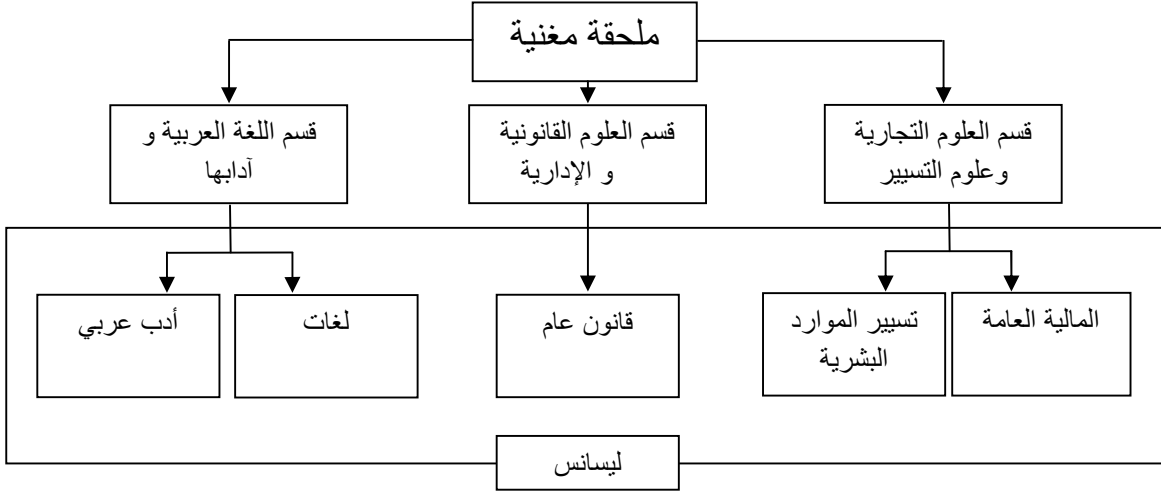 ملحقة مغنية
قسم العلوم التجارية
وعلوم التسيير
قسم العلوم القانونية
و الإدارية
قسم اللغة العربية و
آدابها
المالية العامة
تسيير الموارد
البشرية
قانون عام
لغات
أدب عربي
ليسانس